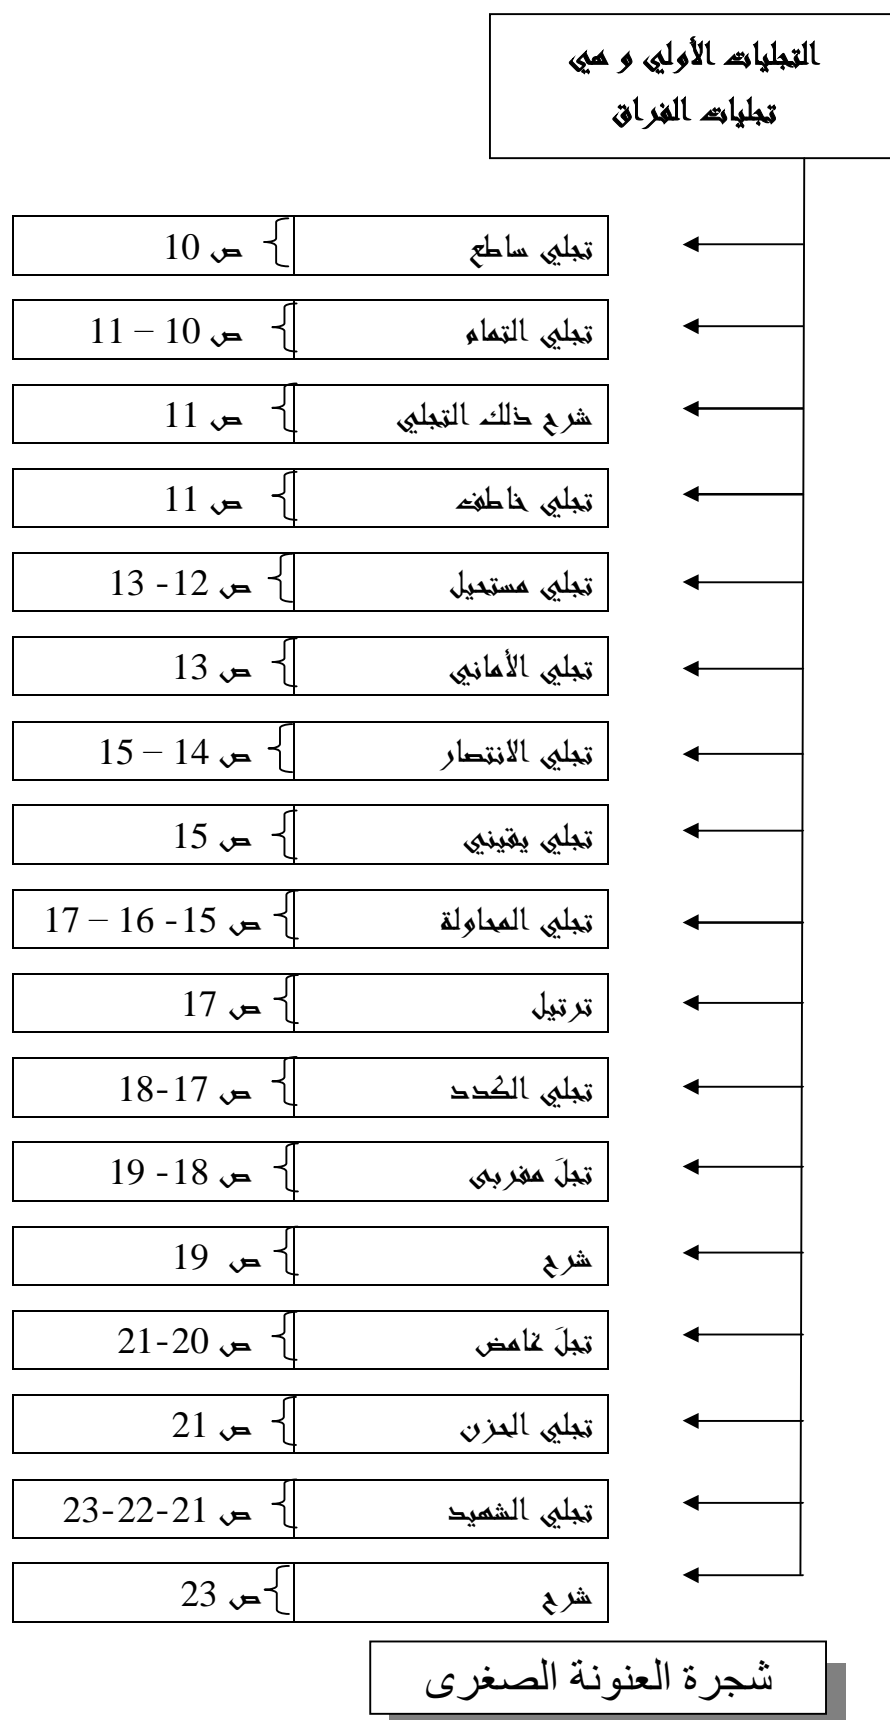 التجليات الأولي و هي
تجليات الفراق
تجلي ساطع ص 10
تجلي التمام ص 10 – 11
شرح ذلك التجلي ص 11
تجلي خاطف ص 11
تجلي مستحيل ص 12- 13
تجلي الأماني ص 13
تجلي الانتصار ص 14 – 15
تجلي يقيني ص 15
تجلي المحاولة ص 15- 16 – 17
ترتيل ص 17
تجلي الكدد ص 17-18
تجلَ مغربى ص 18- 19
شرح ص 19
تجلَ غامض ص 20-21
تجلي الحزن ص 21
تجلي الشهيد ص 21-22-23
شرح ص 23
شجرة العنونة الصغرى